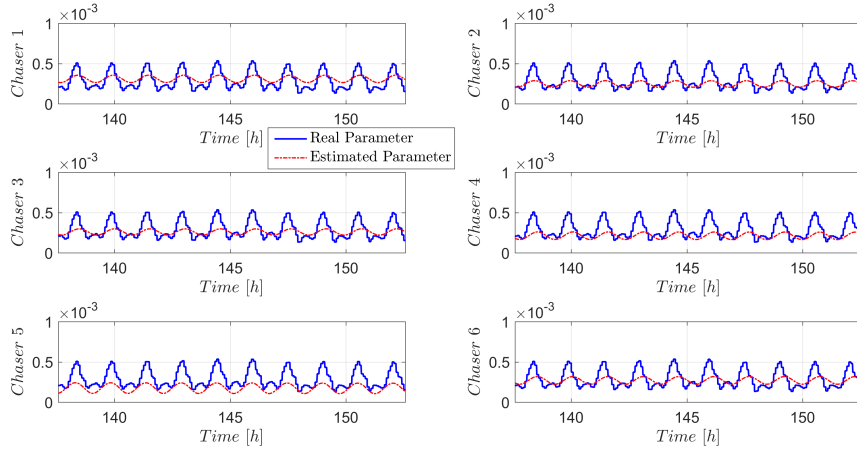 ×10⁻³ ×10⁻³
1 1
Chaser 1 Chaser 2
0.5 0.5
0 0
140 145 150 140 145 150
Time [h] Time [h]
Real Parameter
Estimated Parameter
×10⁻³ ×10⁻³
1 1
Chaser 3 Chaser 4
0.5 0.5
0 0
140 145 150 140 145 150
Time [h] Time [h]
×10⁻³ ×10⁻³
1 1
Chaser 5 Chaser 6
0.5 0.5
0 0
140 145 150 140 145 150
Time [h] Time [h]